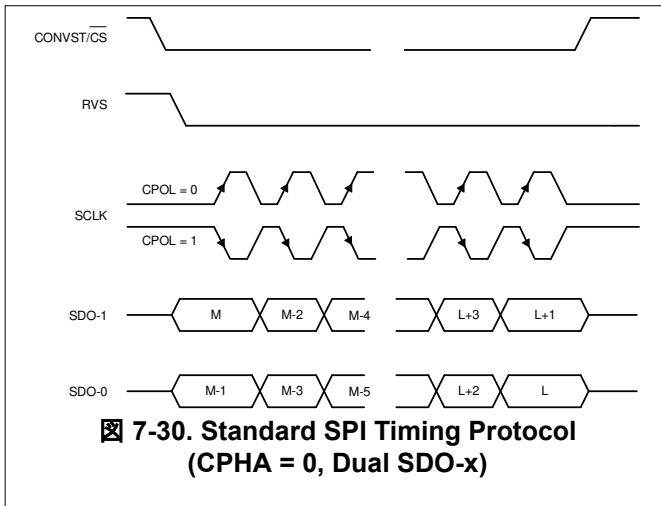 CONVST/CS
RVS
CPOL = 0
SCLK
CPOL = 1
SDO-1 M M-2 M-4 L+3 L+1
SDO-0 M-1 M-3 M-5 L+2 L
図 7-30. Standard SPI Timing Protocol
(CPHA = 0, Dual SDO-x)